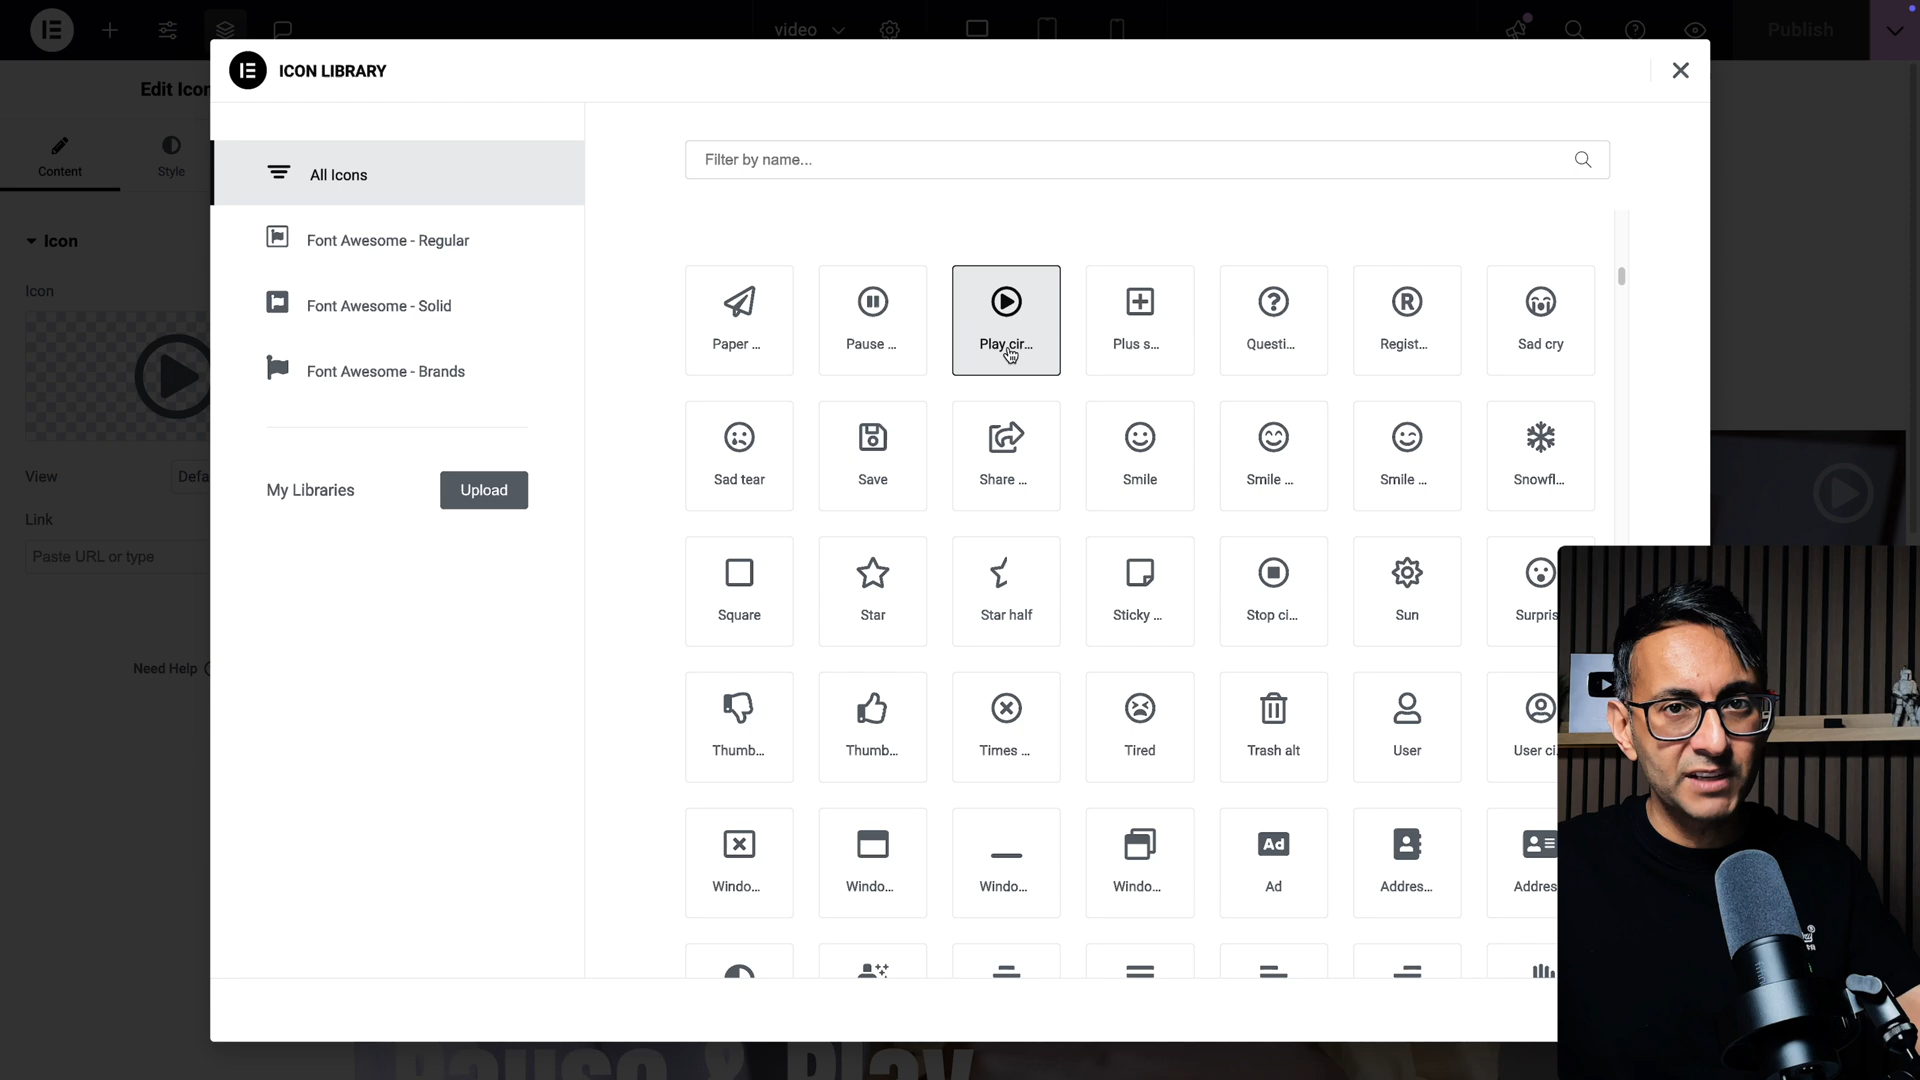 video
Publish
ICON LIBRARY
Edit Icon
Content
Style
Filter by name...
All Icons
Font Awesome - Regular
Font Awesome - Solid
Font Awesome - Brands
My Libraries
Upload
Icon
Icon
View
Defa
Link
Paste URL or type
Need Help
Paper ...
Pause ...
Play cir...
Plus s...
Questi...
Regist...
Sad cry
Sad tear
Save
Share ...
Smile
Smile ...
Smile ...
Snowfl...
Square
Star
Star half
Sticky ...
Stop ci...
Sun
Surpris
Thumb...
Thumb...
Times ...
Tired
Trash alt
User
User ci
Windo...
Windo...
Windo...
Windo...
Ad
Ad
Addres...
Addres
Pause & Play